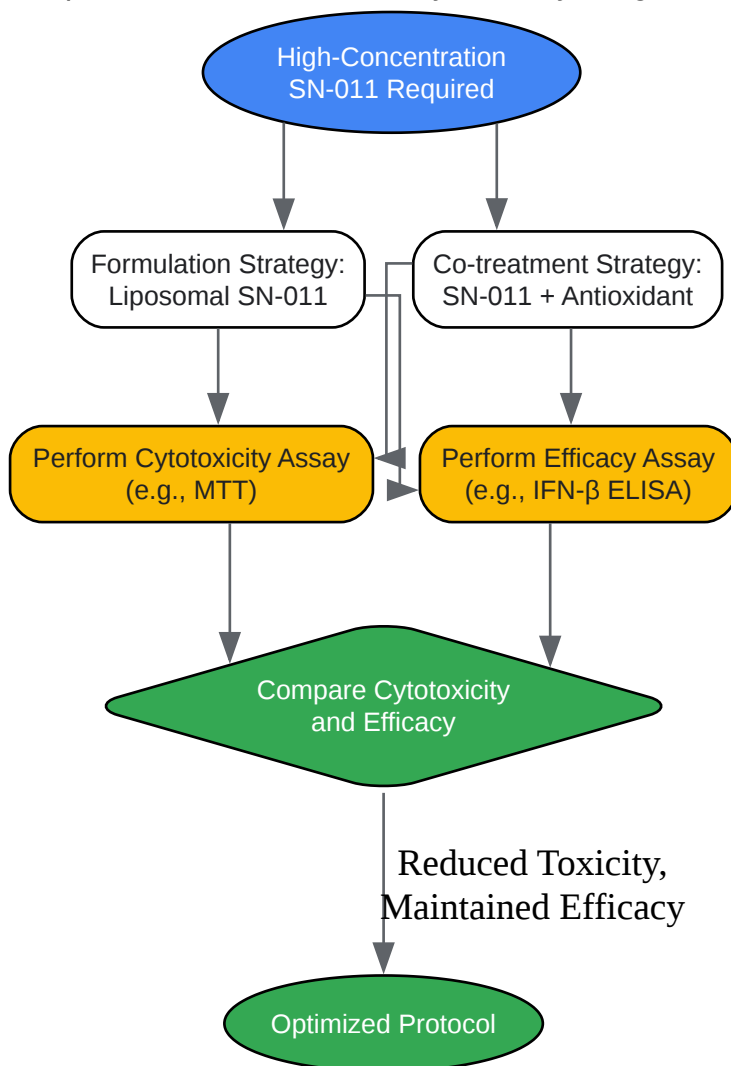 High-Concentration
SN-011 Required
Formulation Strategy:
Liposomal SN-011
Co-treatment Strategy:
SN-011 + Antioxidant
Perform Cytotoxicity Assay
(e.g., MTT)
Perform Efficacy Assay
(e.g., IFN-β ELISA)
Compare Cytotoxicity
and Efficacy
Reduced Toxicity,
Maintained Efficacy
Optimized Protocol